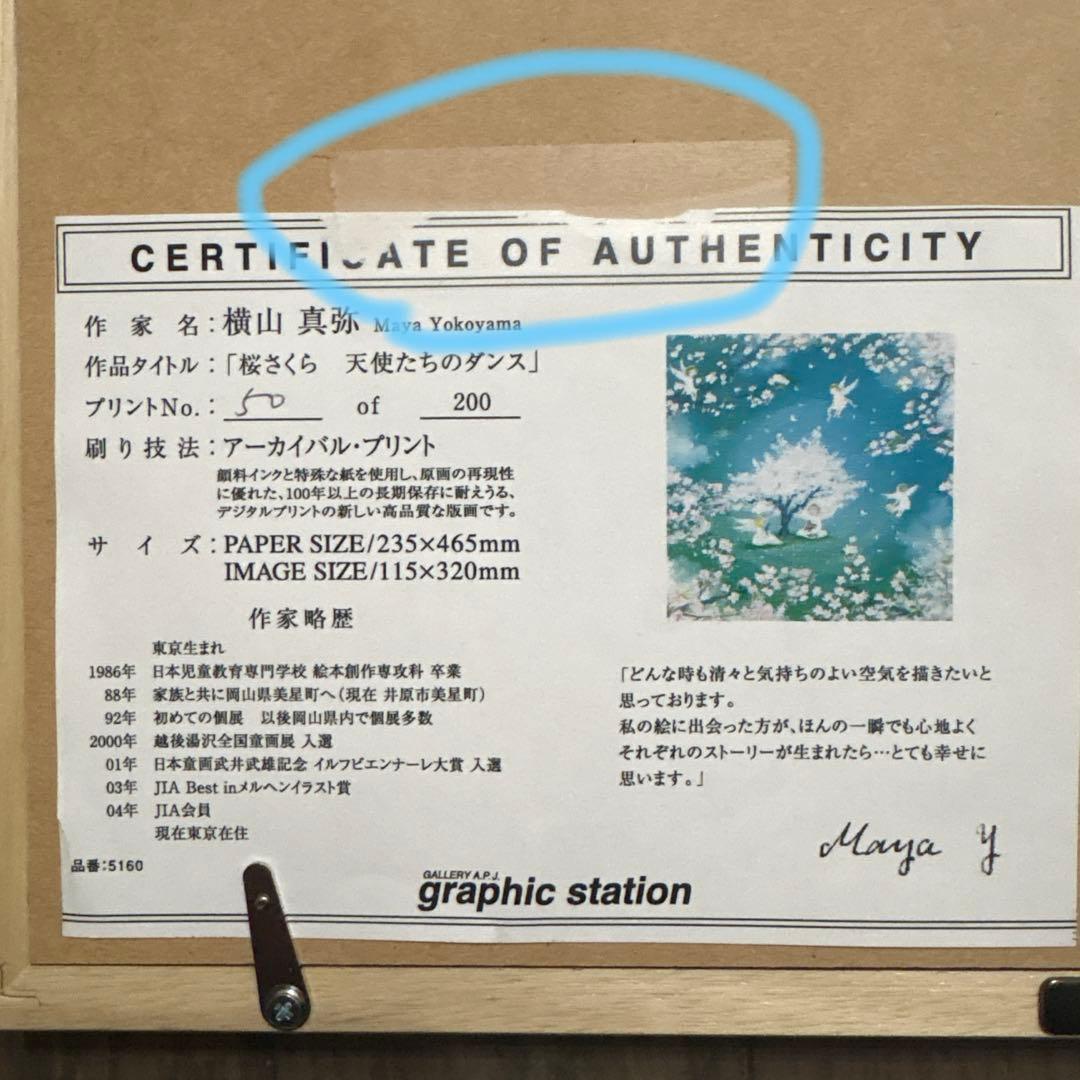 CERTIFICATE OF AUTHENTICITY
作家名：横山 真弥 Maya Yokoyama
作品タイトル：「桜さくら 天使たちのダンス」
プリントNo.：50 of 200
刷り技法：アーカイバル・プリント
顔料インクと特殊な紙を使用し、原画の再現性
に優れた、100年以上の長期保存に耐えうる、
デジタルプリントの新しい高品質な版画です。
サイズ：PAPER SIZE/235×465mm
IMAGE SIZE/115×320mm
作家略歴
東京生まれ
1986年 日本児童教育専門学校 絵本創作専攻科 卒業
88年 家族と共に岡山県美星町へ（現在 井原市美星町）
92年 初めての個展 以後岡山県内で個展多数
2000年 越後湯沢全国童画展 入選
01年 日本童画武井武雄記念 イルフビエンナーレ大賞 入選
03年 JIA Best inメルヘンイラスト賞
04年 JIA会員
現在東京在住
品番：5160
「どんな時も清々と気持ちのよい空気を描きたいと
思っております。
私の絵に出会った方が、ほんの一瞬でも心地よく
それぞれのストーリーが生まれたら…とても幸せに
思います。」
Maya Y
GALLERY A.P.J.
graphic station